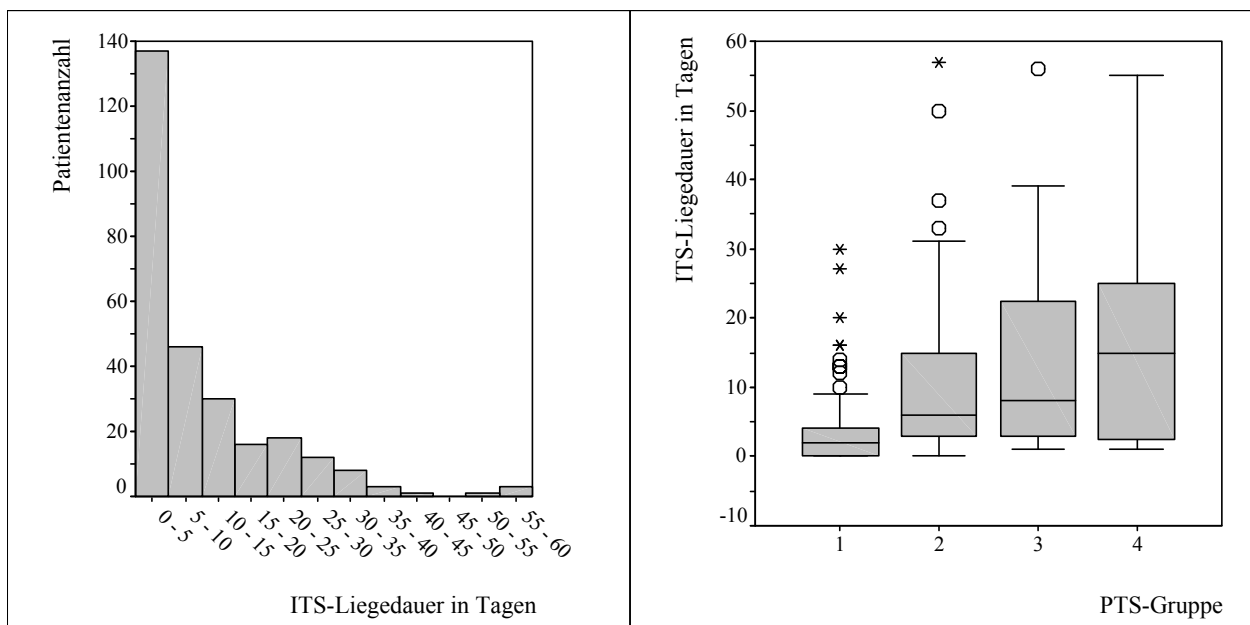 Patientenanzahl
140
120
100
80
60
40
20
0
0 - 5
5 - 10
10 - 15
15 - 20
20 - 25
25 - 30
30 - 35
35 - 40
40 - 45
45 - 50
50 - 55
55 - 60
ITS-Liegedauer in Tagen
ITS-Liegedauer in Tagen
60
50
40
30
20
10
0
-10
1 2 3 4
PTS-Gruppe